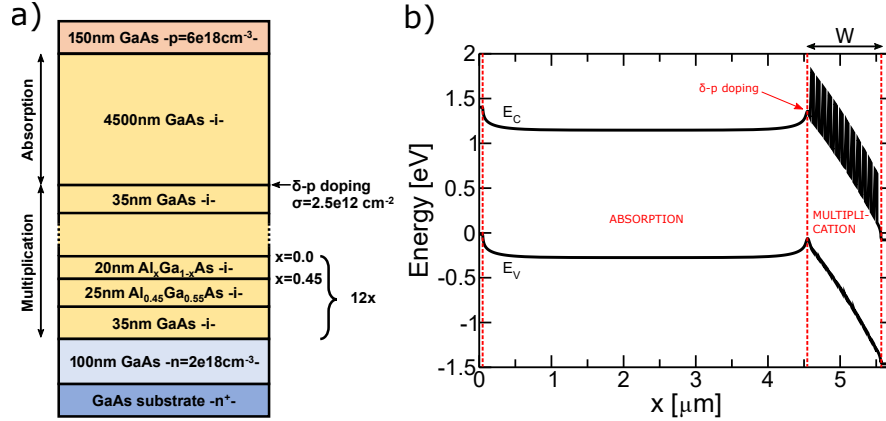 a)
150nm GaAs -p=6e18cm⁻³-
Absorption
4500nm GaAs -i-
δ-p doping
σ=2.5e12 cm⁻²
Multiplication
35nm GaAs -i-
x=0.0
20nm AlₓGa₁₋ₓAs -i-
x=0.45
25nm Al₀.₄₅Ga₀.₅₅As -i-
12x
35nm GaAs -i-
100nm GaAs -n=2e18cm⁻³-
GaAs substrate -n⁺-
b)
W
2
1.5
1
0.5
0
-0.5
-1
-1.5
Energy [eV]
δ-p doping
E_C
ABSORPTION
MULTIPLI-
CATION
E_V
0 1 2 3 4 5
x [μm]